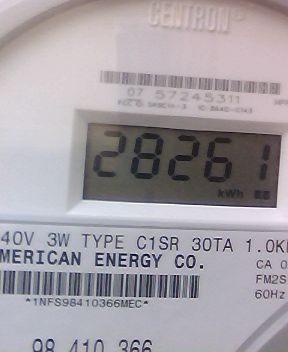 CENTRON®
07 57245311
28261
kWh
40V 3W TYPE C1SR 30TA 1.0K
MERICAN ENERGY CO.
CA 0
FM2S
*1NFS98410366MEC*
60Hz
98 410 366